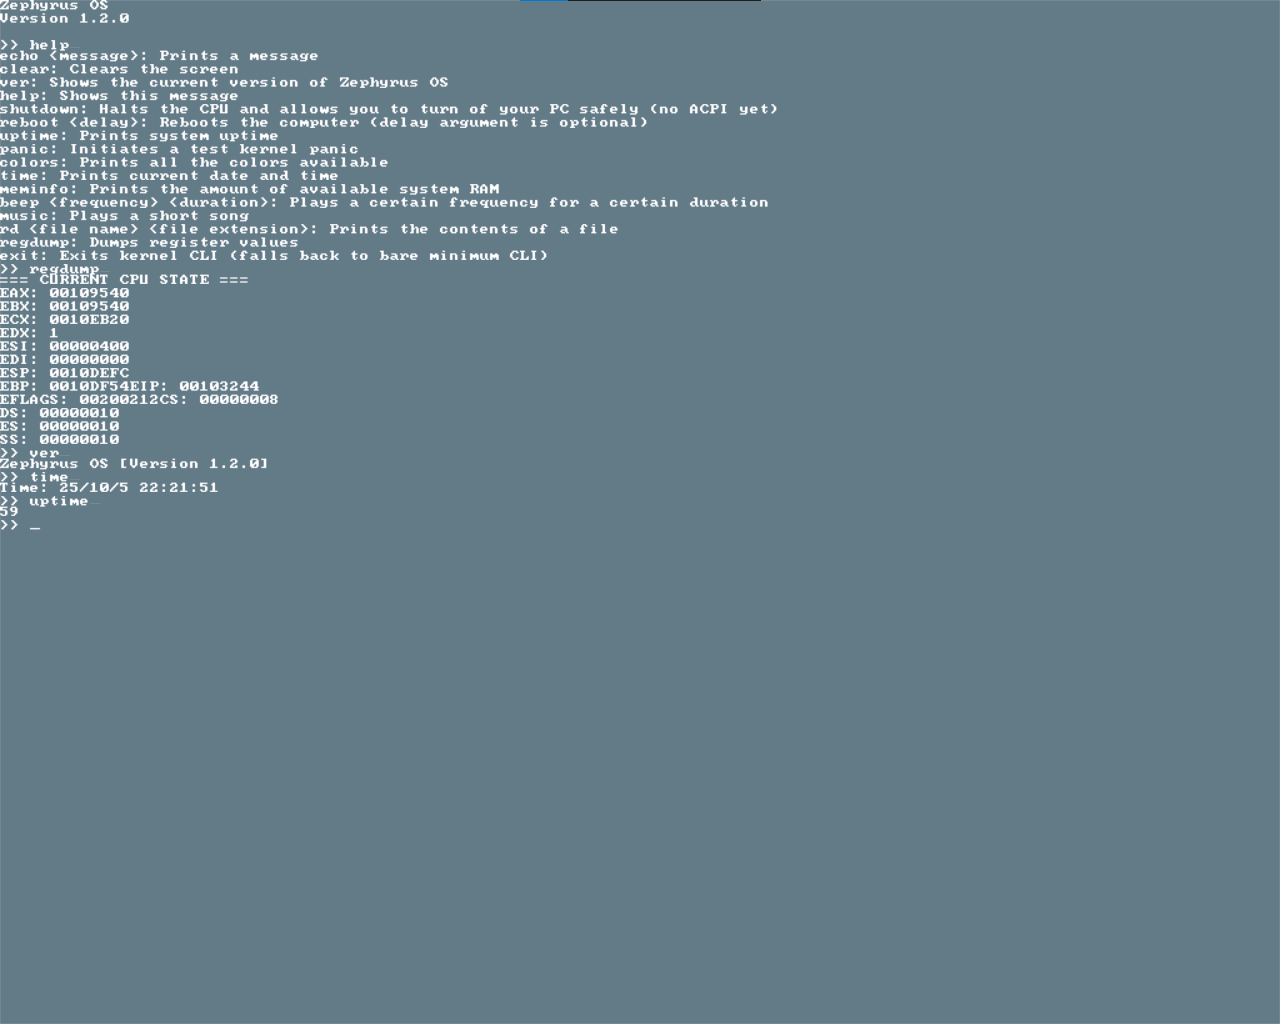 Zephyrus OS
Version 1.2.0
>> help_
echo <message>: Prints a message
clear: Clears the screen
ver: Shows the current version of Zephyrus OS
help: Shows this message
shutdown: Halts the CPU and allows you to turn of your PC safely (no ACPI yet)
reboot <delay>: Reboots the computer (delay argument is optional)
uptime: Prints system uptime
panic: Initiates a test kernel panic
colors: Prints all the colors available
time: Prints current date and time
meminfo: Prints the amount of available system RAM
beep <frequency> <duration>: Plays a certain frequency for a certain duration
music: Plays a short song
rd <file name> <file extension>: Prints the contents of a file
regdump: Dumps register values
exit: Exits kernel CLI (falls back to bare minimum CLI)
>> regdump_
=== CURRENT CPU STATE ===
EAX: 00109540
EBX: 00109540
ECX: 0010EB20
EDX: 1
ESI: 00000400
EDI: 00000000
ESP: 0010DEFC
EBP: 0010DF54EIP: 00103244
EFLAGS: 00200212CS: 00000008
DS: 00000010
ES: 00000010
SS: 00000010
>> ver_
Zephyrus OS [Version 1.2.0]
>> time_
Time: 25/10/5 22:21:51
>> uptime_
59
>> _